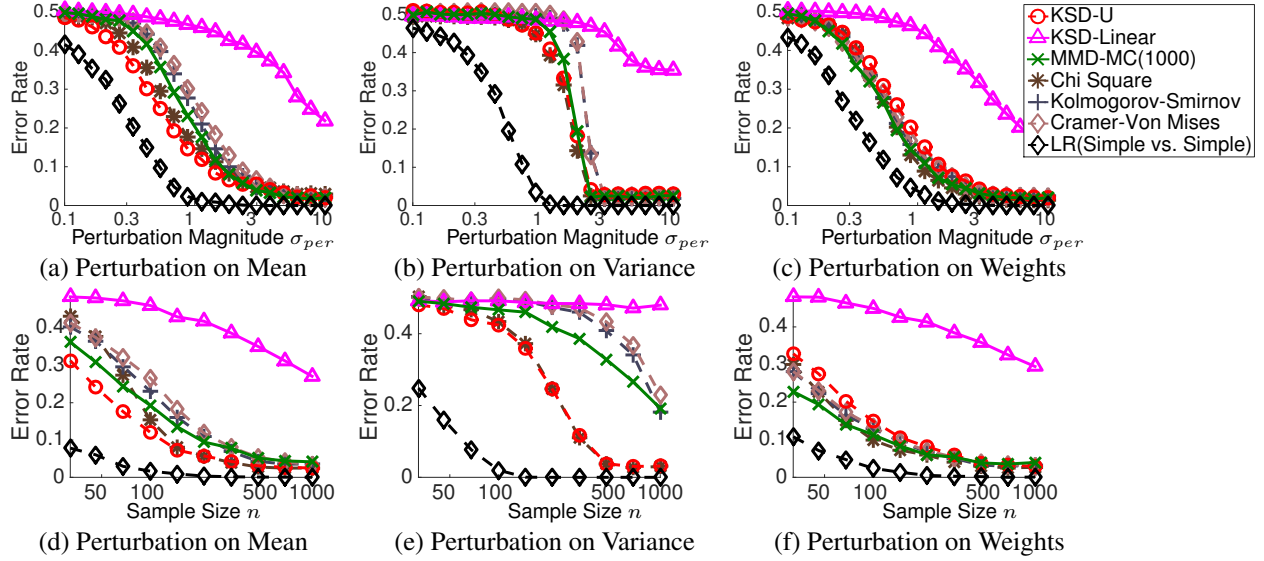 0.5
0.4
0.3
0.2
0.1
0
Error Rate
0.1 0.3 1 3 10
Perturbation Magnitude σper
(a) Perturbation on Mean
0.5
0.4
0.3
0.2
0.1
0
Error Rate
0.1 0.3 1 3 10
Perturbation Magnitude σper
(b) Perturbation on Variance
0.5
0.4
0.3
0.2
0.1
0
Error Rate
0.1 0.3 1 3 10
Perturbation Magnitude σper
(c) Perturbation on Weights
KSD-U
KSD-Linear
MMD-MC(1000)
Chi Square
Kolmogorov-Smirnov
Cramer-Von Mises
LR(Simple vs. Simple)
0.4
0.3
0.2
0.1
0
Error Rate
50 100 500 1000
Sample Size n
(d) Perturbation on Mean
0.4
0.2
0
Error Rate
50 100 500 1000
Sample Size n
(e) Perturbation on Variance
0.4
0.3
0.2
0.1
0
Error Rate
50 100 500 1000
Sample Size n
(f) Perturbation on Weights